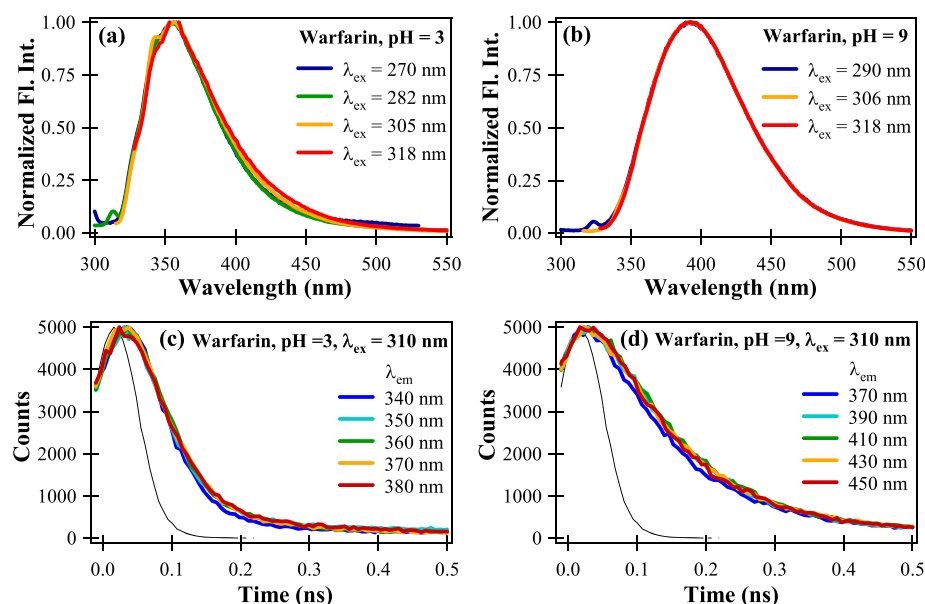 (a)
Warfarin, pH = 3
λex = 270 nm
λex = 282 nm
λex = 305 nm
λex = 318 nm
Normalized Fl. Int.
1.00
0.75
0.50
0.25
0.00
300 350 400 450 500 550
Wavelength (nm)
(b)
Warfarin, pH = 9
λex = 290 nm
λex = 306 nm
λex = 318 nm
Normalized Fl. Int.
1.00
0.75
0.50
0.25
0.00
300 350 400 450 500 550
Wavelength (nm)
(c) Warfarin, pH =3, λex = 310 nm
λem
340 nm
350 nm
360 nm
370 nm
380 nm
Counts
5000
4000
3000
2000
1000
0
0.0 0.1 0.2 0.3 0.4 0.5
Time (ns)
(d) Warfarin, pH =9, λex = 310 nm
λem
370 nm
390 nm
410 nm
430 nm
450 nm
Counts
5000
4000
3000
2000
1000
0
0.0 0.1 0.2 0.3 0.4 0.5
Time (ns)